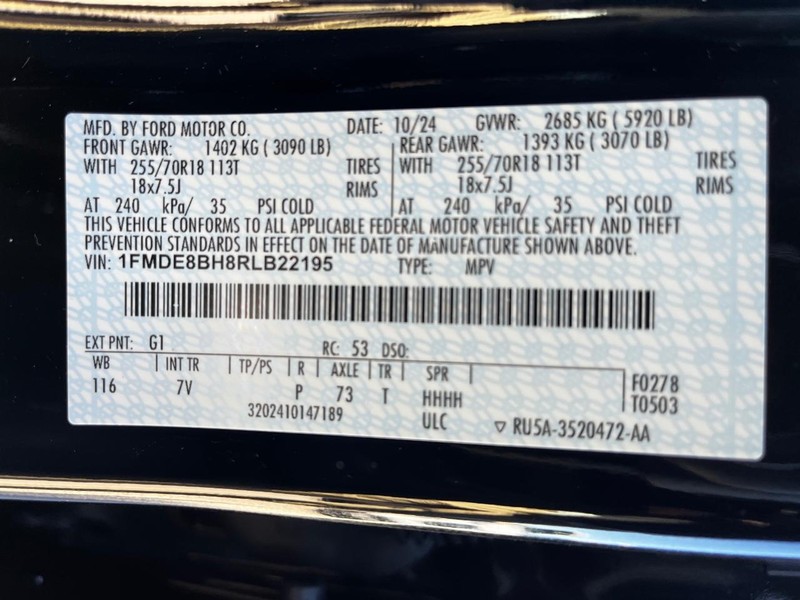 MFD. BY FORD MOTOR CO. DATE: 10/24 GVWR: 2685 KG ( 5920 LB)
FRONT GAWR: 1402 KG ( 3090 LB) REAR GAWR: 1393 KG ( 3070 LB)
WITH 255/70R18 113T TIRES WITH 255/70R18 113T TIRES
18x7.5J RIMS 18x7.5J RIMS
AT 240 kPa/ 35 PSI COLD AT 240 kPa/ 35 PSI COLD
THIS VEHICLE CONFORMS TO ALL APPLICABLE FEDERAL MOTOR VEHICLE SAFETY AND THEFT
PREVENTION STANDARDS IN EFFECT ON THE DATE OF MANUFACTURE SHOWN ABOVE.
VIN: 1FMDE8BH8RLB22195 TYPE: MPV
EXT PNT: G1 RC: 53 DSO:
WB INT TR TP/PS R AXLE TR SPR
116 7V P 73 T HHHH F0278
3202410147189 ULC T0503
RU5A-3520472-AA